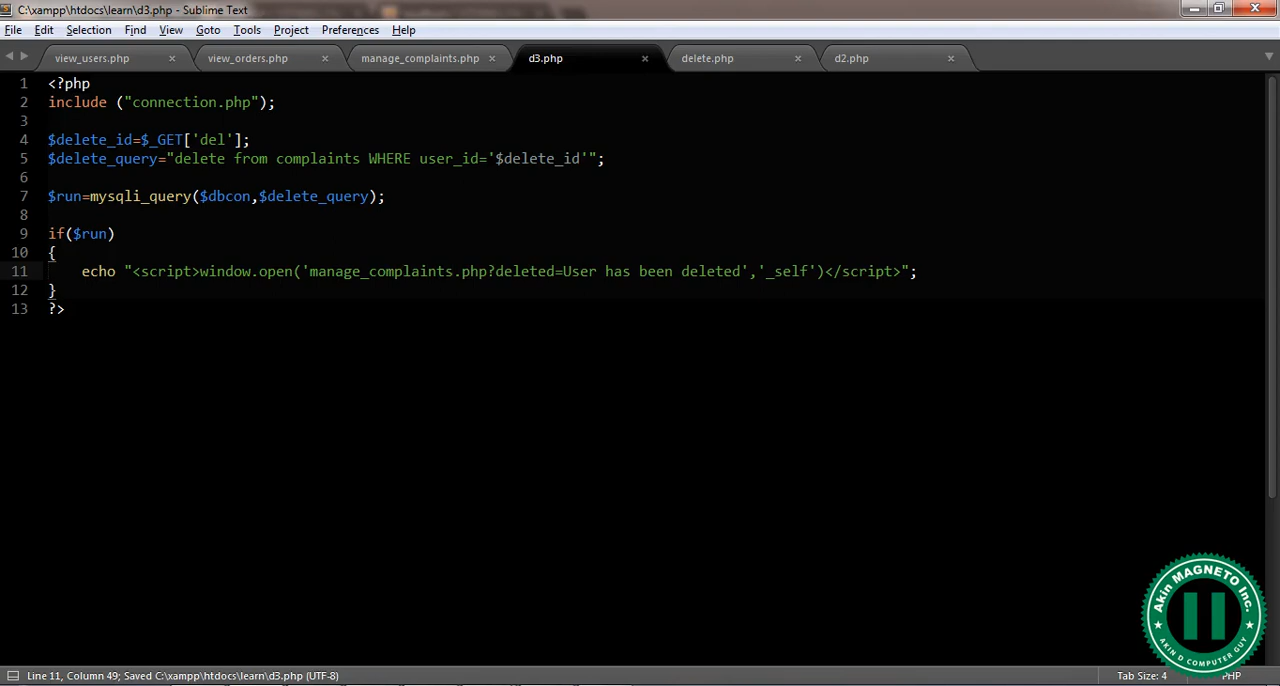 C:\xampp\htdocs\learn\d3.php - Sublime Text
File Edit Selection Find View Goto Tools Project Preferences Help
view_users.php × view_orders.php × manage_complaints.php × d3.php × delete.php × d2.php ×
1 <?php
2 include ("connection.php");
3
4 $delete_id=$_GET['del'];
5 $delete_query="delete from complaints WHERE user_id='$delete_id'";
6
7 $run=mysqli_query($dbcon,$delete_query);
8
9 if($run)
10 {
11 echo "<script>window.open('manage_complaints.php?deleted=User has been deleted','_self')</script>";
12 }
13 ?>
Akin MAGNETO Inc.
AKIN D COMPUTER GUY
Line 11, Column 49; Saved C:\xampp\htdocs\learn\d3.php (UTF-8) Tab Size: 4 PHP